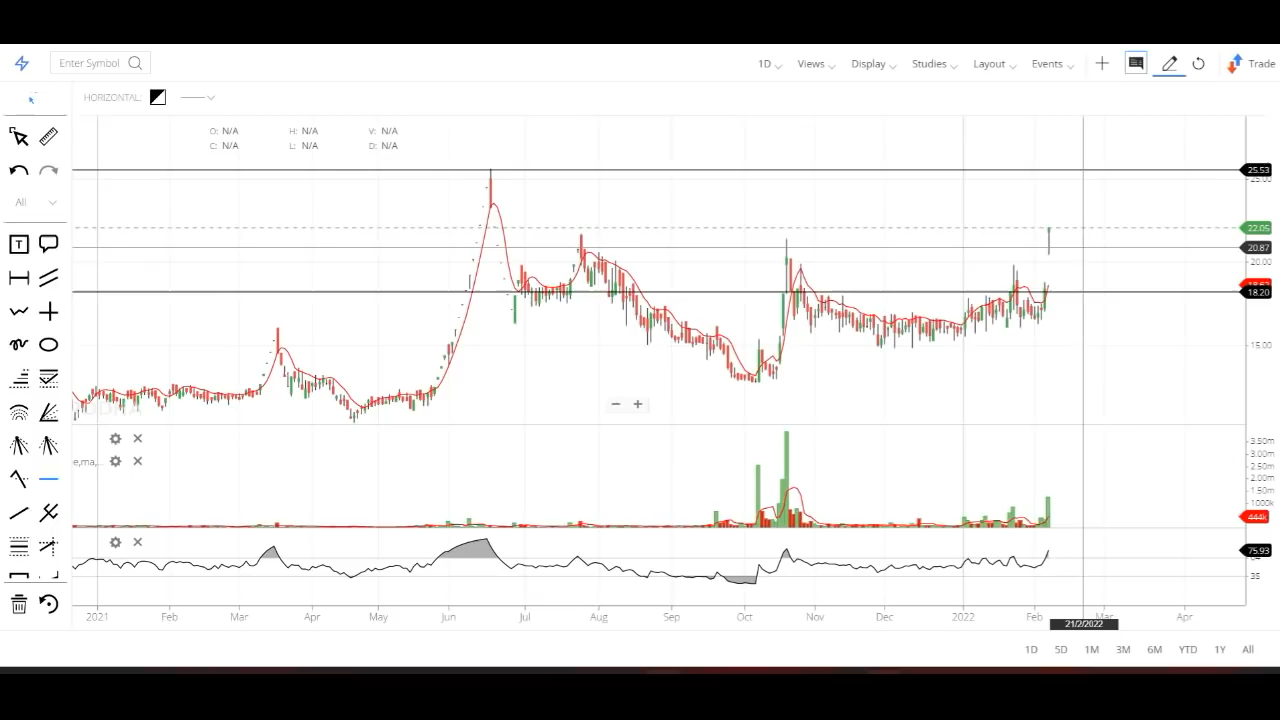 Enter Symbol
1D Views Display Studies Layout Events Trade
HORIZONTAL:
O: N/A H: N/A V: N/A
C: N/A L: N/A D: N/A
All
T
25.53
25.00
22.05
20.87
20.00
18.20
15.00
3.50m
3.00m
e,ma,...
2.50m
2.00m
1.50m
1000k
444k
75.93
35
2021 Feb Mar Apr May Jun Jul Aug Sep Oct Nov Dec 2022 Feb Mar Apr
21/2/2022
1D 5D 1M 3M 6M YTD 1Y All